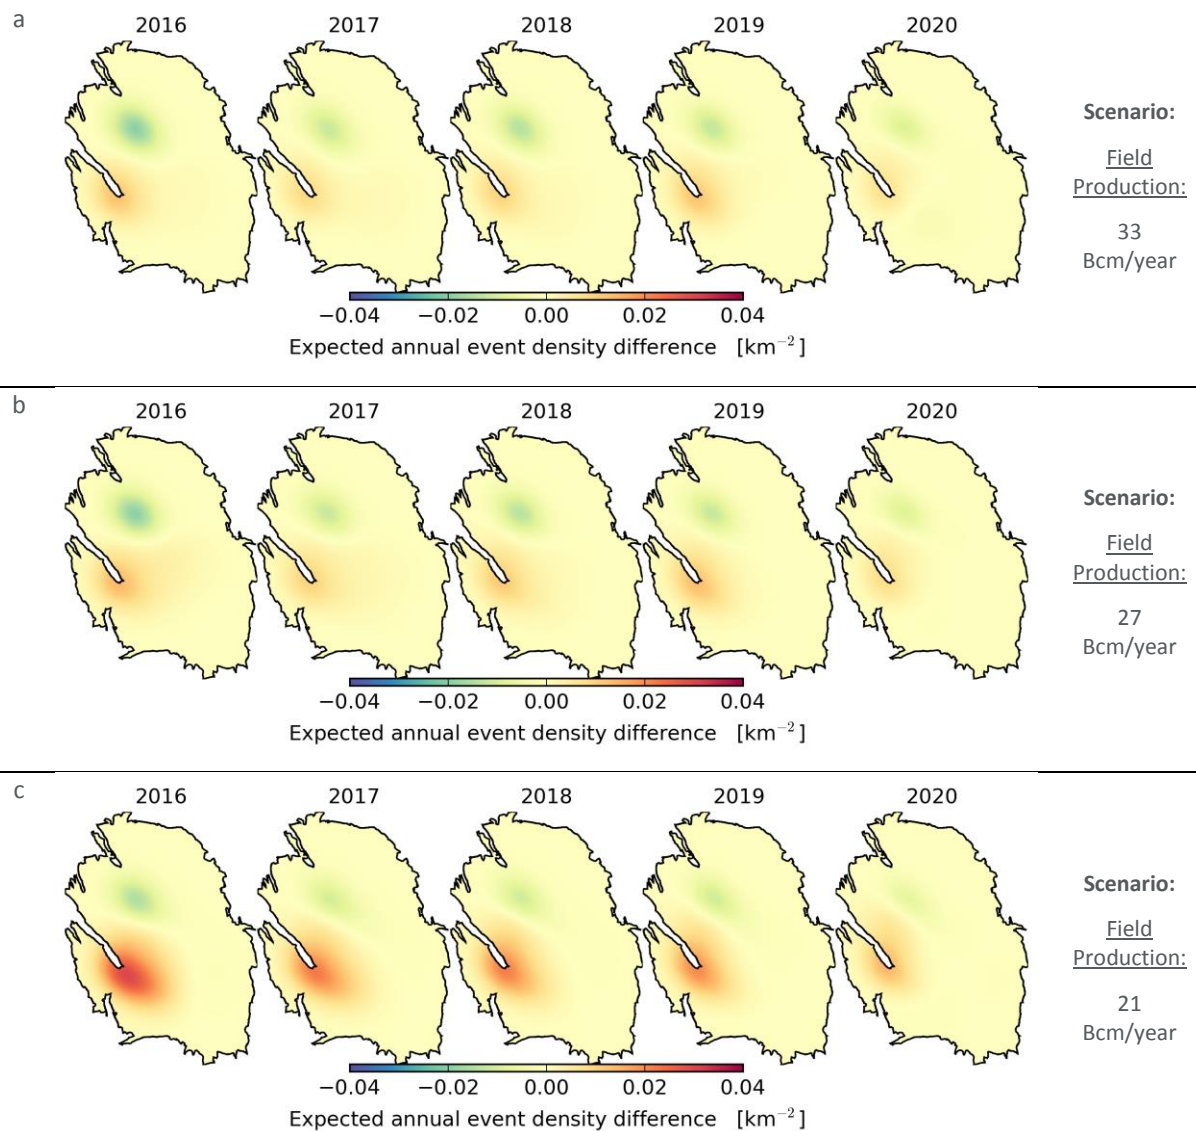 a
2016 2017 2018 2019 2020
Scenario:
Field
Production:
33
Bcm/year
−0.04 −0.02 0.00 0.02 0.04
Expected annual event density difference [km⁻²]
b
2016 2017 2018 2019 2020
Scenario:
Field
Production:
27
Bcm/year
−0.04 −0.02 0.00 0.02 0.04
Expected annual event density difference [km⁻²]
c
2016 2017 2018 2019 2020
Scenario:
Field
Production:
21
Bcm/year
−0.04 −0.02 0.00 0.02 0.04
Expected annual event density difference [km⁻²]